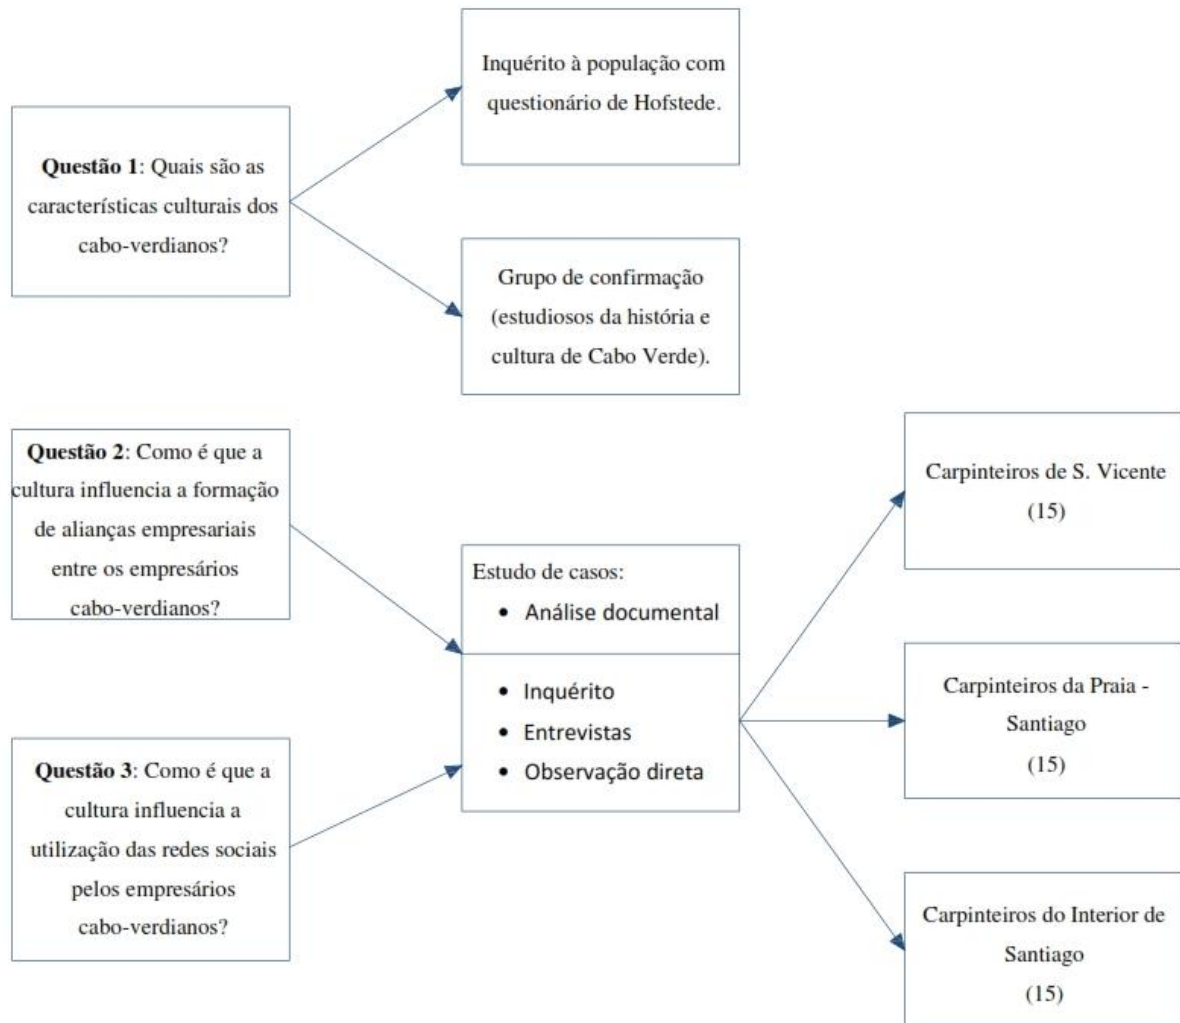 Questão 1: Quais são as
características culturais dos
cabo-verdianos?
Inquérito à população com
questionário de Hofstede.
Grupo de confirmação
(estudiosos da história e
cultura de Cabo Verde).
Questão 2: Como é que a
cultura influencia a formação
de alianças empresariais
entre os empresários
cabo-verdianos?
Questão 3: Como é que a
cultura influencia a
utilização das redes sociais
pelos empresários
cabo-verdianos?
Estudo de casos:
• Análise documental
• Inquérito
• Entrevistas
• Observação direta
Carpinteiros de S. Vicente
(15)
Carpinteiros da Praia -
Santiago
(15)
Carpinteiros do Interior de
Santiago
(15)